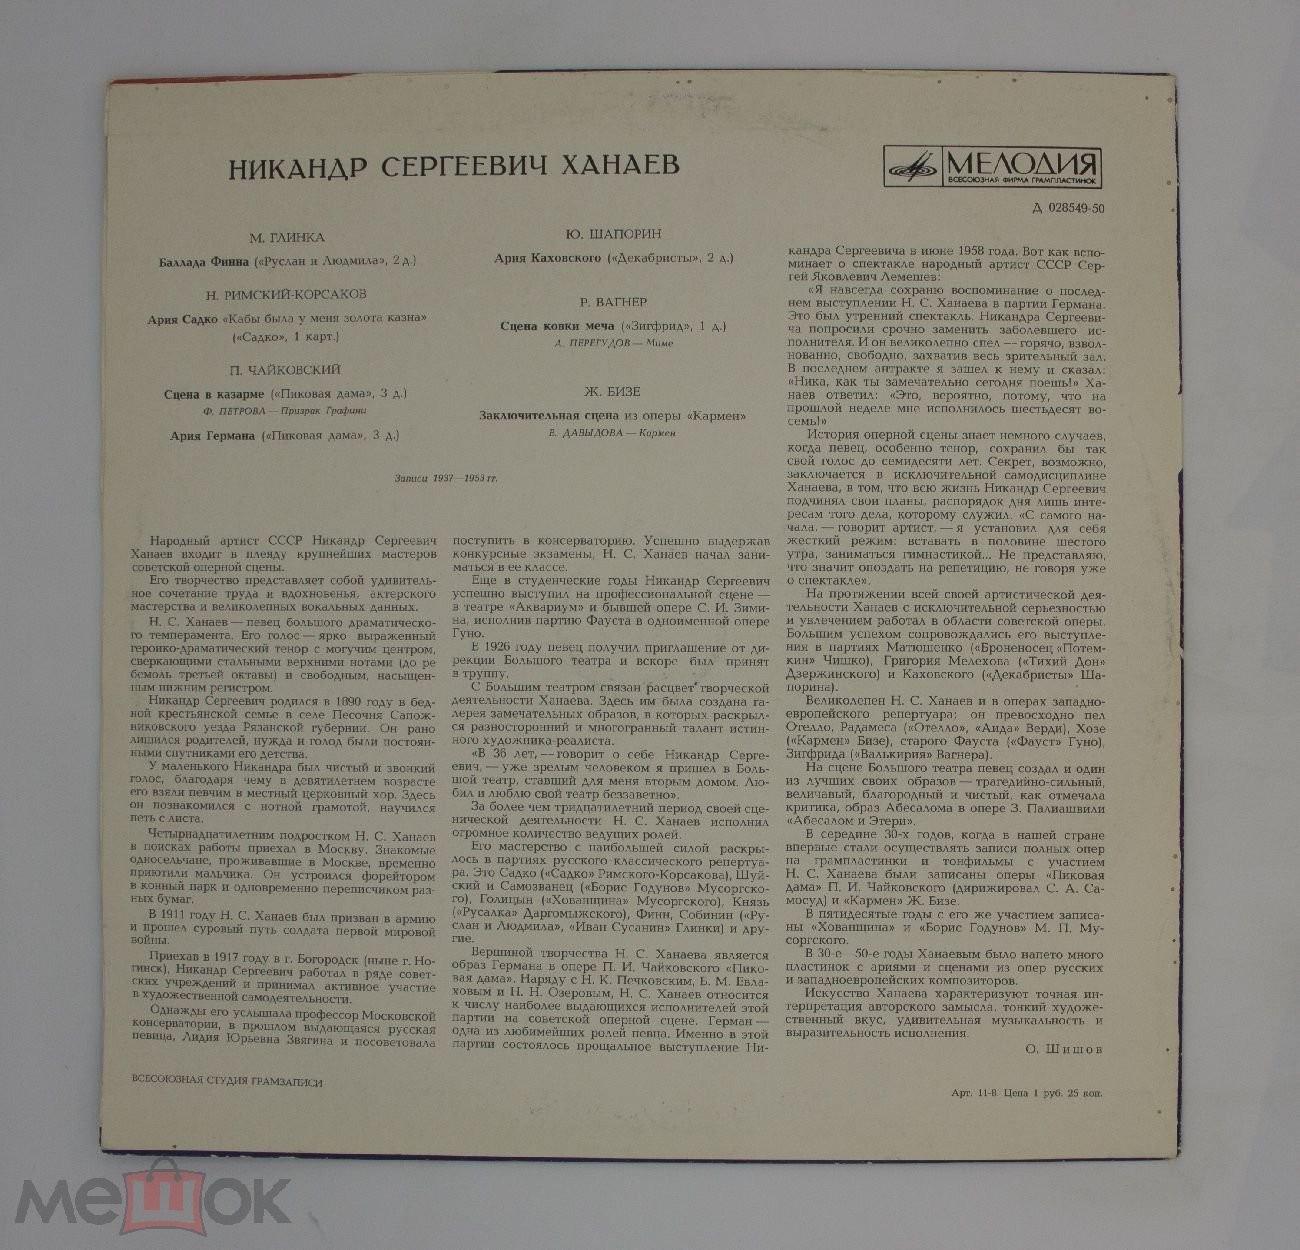 НИКАНДР СЕРГЕЕВИЧ ХАНАЕВ
МЕЛОДИЯ
ВСЕСОЮЗНАЯ ФИРМА ГРАМПЛАСТИНОК
Д 028549-50
М. ГЛИНКА
Баллада Финна («Руслан и Людмила», 2 д.)
Н. РИМСКИЙ-КОРСАКОВ
Ария Садко «Кабы была у меня золота казна»
(«Садко», 1 карт.)
П. ЧАЙКОВСКИЙ
Сцена в казарме («Пиковая дама», 3 д.)
Ф. ПЕТРОВА — Призрак Графини
Ария Германа («Пиковая дама», 3 д.)
Ю. ШАПОРИН
Ария Каховского («Декабристы», 2 д.)
Р. ВАГНЕР
Сцена ковки меча («Зигфрид», 1 д.)
А. ПЕРЕГУДОВ — Миме
Ж. БИЗЕ
Заключительная сцена из оперы «Кармен»
В. ДАВЫДОВА — Кармен
Записи 1937—1953 гг.
Народный артист СССР Никандр Сергеевич
Ханаев входит в плеяду крупнейших мастеров
советской оперной сцены.
Его творчество представляет собой удивитель-
ное сочетание труда и вдохновенья, актерского
мастерства и великолепных вокальных данных.
Н. С. Ханаев — певец большого драматическо-
го темперамента. Его голос — ярко выраженный
героико-драматический тенор с могучим центром,
сверкающими стальными верхними нотами (до ре
бемоль третьей октавы) и свободным, насыщен-
ным нижним регистром.
Никандр Сергеевич родился в 1890 году в бед-
ной крестьянской семье в селе Песочня Сапож-
никовского уезда Рязанской губернии. Он рано
лишился родителей, нужда и голод были постоян-
ными спутниками его детства.
У маленького Никандра был чистый и звонкий
голос, благодаря чему в девятилетнем возрасте
его взяли певчим в местный церковный хор. Здесь
он познакомился с нотной грамотой, научился
петь с листа.
Четырнадцатилетним подростком Н. С. Ханаев
в поисках работы приехал в Москву. Знакомые
односельчане, проживавшие в Москве, временно
приютили мальчика. Он устроился форейтором
в конный парк и одновременно переписчиком раз-
ных бумаг.
В 1911 году Н. С. Ханаев был призван в армию
и прошел суровый путь солдата первой мировой
войны.
Приехав в 1917 году в г. Богородск (ныне г. Но-
гинск), Никандр Сергеевич работал в ряде совет-
ских учреждений и принимал активное участие
в художественной самодеятельности.
Однажды его услышала профессор Московской
консерватории, в прошлом выдающаяся русская
певица, Лидия Юрьевна Звягина и посоветовала
поступить в консерваторию. Успешно выдержав
конкурсные экзамены, Н. С. Ханаев начал зани-
маться в ее классе.
Еще в студенческие годы Никандр Сергеевич
успешно выступил на профессиональной сцене —
в театре «Аквариум» и бывшей опере С. И. Зими-
на, исполнив партию Фауста в одноименной опере
Гуно.
В 1926 году певец получил приглашение от ди-
рекции Большого театра и вскоре был принят
в труппу.
С Большим театром связан расцвет творческой
деятельности Ханаева. Здесь им была создана га-
лерея замечательных образов, в которых раскрыл-
ся разносторонний и многогранный талант истин-
ного художника-реалиста.
«В 36 лет, — говорит о себе Никандр Серге-
евич, — уже зрелым человеком я пришел в Боль-
шой театр, ставший для меня вторым домом. Лю-
бил и люблю свой театр беззаветно».
За более чем тридцатилетний период своей сце-
нической деятельности Н. С. Ханаев исполнил
огромное количество ведущих ролей.
Его мастерство с наибольшей силой раскры-
лось в партиях русского классического репертуа-
ра. Это Садко («Садко» Римского-Корсакова), Шуй-
ский и Самозванец («Борис Годунов» Мусоргско-
го), Голицын («Хованщина» Мусоргского), Князь
(«Русалка» Даргомыжского), Финн, Собинин («Ру-
слан и Людмила», «Иван Сусанин» Глинки) и дру-
гие.
Вершиной творчества Н. С. Ханаева является
образ Германа в опере П. И. Чайковского «Пико-
вая дама». Наряду с Н. К. Печковским, Б. М. Евла-
ховым и Н. Н. Озеровым, Н. С. Ханаев относится
к числу наиболее выдающихся исполнителей этой
партии на советской оперной сцене. Герман —
одна из любимейших ролей певца. Именно в этой
партии состоялось прощальное выступление Ни-
кандра Сергеевича в июне 1958 года. Вот как вспо-
минает о спектакле народный артист СССР Сер-
гей Яковлевич Лемешев:
«Я навсегда сохраню воспоминание о послед-
нем выступлении Н. С. Ханаева в партии Германа.
Это был утренний спектакль. Никандра Сергееви-
ча попросили срочно заменить заболевшего ис-
полнителя. И он великолепно спел — горячо, взвол-
нованно, свободно, захватив весь зрительный зал.
В последнем антракте я зашел к нему и сказал:
«Ника, как ты замечательно сегодня поешь!» Ха-
наев ответил: «Это, вероятно, потому, что на
прошлой неделе мне исполнилось шестьдесят во-
семь!»
История оперной сцены знает немного случаев,
когда певец, особенно тенор, сохранил бы так
свой голос до семидесяти лет. Секрет, возможно,
заключается в исключительной самодисциплине
Ханаева, в том, что всю жизнь Никандр Сергеевич
подчинял свои планы, распорядок дня лишь инте-
ресам того дела, которому служил. «С самого на-
чала, — говорит артист, — я установил для себя
жесткий режим: вставать в половине шестого
утра, заниматься гимнастикой... Не представляю,
что значит опоздать на репетицию, не говоря уже
о спектакле».
На протяжении всей своей артистической дея-
тельности Ханаев с исключительной серьезностью
и увлечением работал в области советской оперы.
Большим успехом сопровождались его выступле-
ния в партиях Матюшенко («Броненосец «Потем-
кин» Чишко), Григория Мелехова («Тихий Дон»
Дзержинского) и Каховского («Декабристы» Ша-
порина).
Великолепен Н. С. Ханаев и в операх западно-
европейского репертуара; он превосходно пел
Отелло, Радамеса («Отелло», «Аида» Верди), Хозе
(«Кармен» Бизе), старого Фауста («Фауст» Гуно),
Зигфрида («Валькирия» Вагнера).
На сцене Большого театра певец создал и один
из лучших своих образов — трагедийно-сильный,
величавый, благородный и чистый, как отмечала
критика, образ Абесалома в опере З. Палиашвили
«Абесалом и Этери».
В середине 30-х годов, когда в нашей стране
впервые стали осуществлять записи полных опер
на грампластинки и тонфильмы с участием
Н. С. Ханаева были записаны оперы «Пиковая
дама» П. И. Чайковского (дирижировал С. А. Са-
мосуд) и «Кармен» Ж. Бизе.
В пятидесятые годы с его же участием записа-
ны «Хованщина» и «Борис Годунов» М. П. Му-
соргского.
В 30-е—50-е годы Ханаевым было напето много
пластинок с ариями и сценами из опер русских
и западноевропейских композиторов.
Искусство Ханаева характеризуют точная ин-
терпретация авторского замысла, тонкий художе-
ственный вкус, удивительная музыкальность и
выразительность исполнения.
О. Шишов
ВСЕСОЮЗНАЯ СТУДИЯ ГРАМЗАПИСИ
Арт. 11-8. Цена 1 руб. 25 коп.
мешок